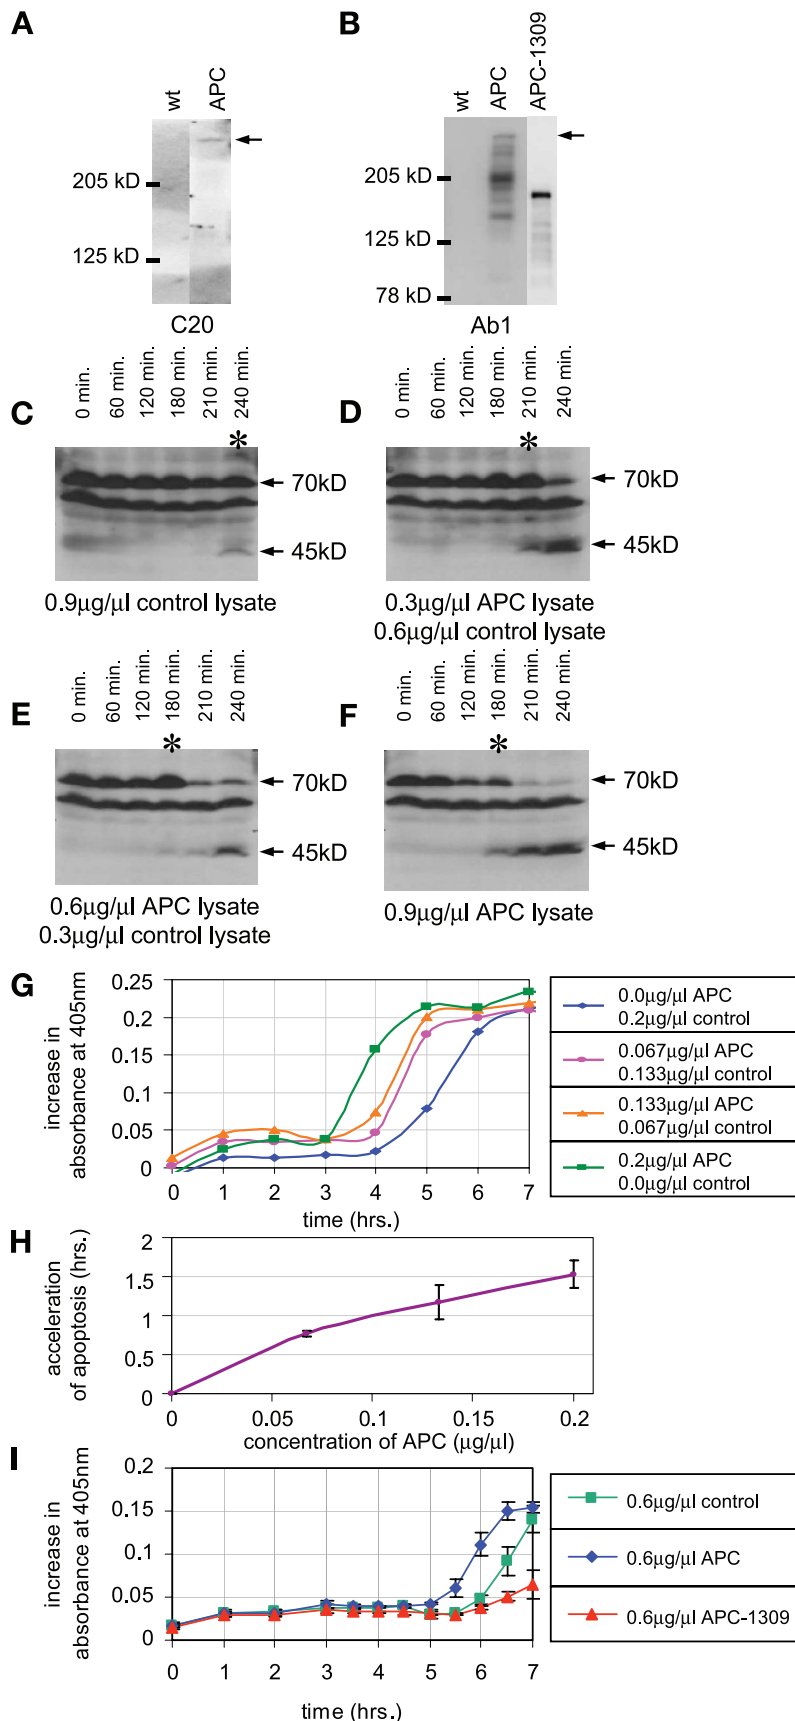 A
B
wt
APC
wt
APC
APC-1309
205 kD
125 kD
C20
205 kD
125 kD
78 kD
Ab1
C
0 min.
60 min.
120 min.
180 min.
210 min.
240 min.
*
70kD
45kD
0.9µg/µl control lysate
D
0 min.
60 min.
120 min.
180 min.
210 min.
240 min.
*
70kD
45kD
0.3µg/µl APC lysate
0.6µg/µl control lysate
E
0 min.
60 min.
120 min.
180 min.
210 min.
240 min.
*
70kD
45kD
0.6µg/µl APC lysate
0.3µg/µl control lysate
F
0 min.
60 min.
120 min.
180 min.
210 min.
240 min.
*
70kD
45kD
0.9µg/µl APC lysate
G
increase in
absorbance at 405nm
0.25
0.2
0.15
0.1
0.05
0
0 1 2 3 4 5 6 7
time (hrs.)
0.0µg/µl APC
0.2µg/µl control
0.067µg/µl APC
0.133µg/µl control
0.133µg/µl APC
0.067µg/µl control
0.2µg/µl APC
0.0µg/µl control
H
acceleration
of apoptosis (hrs.)
2
1.5
1
0.5
0
0 0.05 0.1 0.15 0.2
concentration of APC (µg/µl)
I
increase in
absorbance at 405nm
0.2
0.15
0.1
0.05
0
0 1 2 3 4 5 6 7
time (hrs.)
0.6µg/µl control
0.6µg/µl APC
0.6µg/µl APC-1309